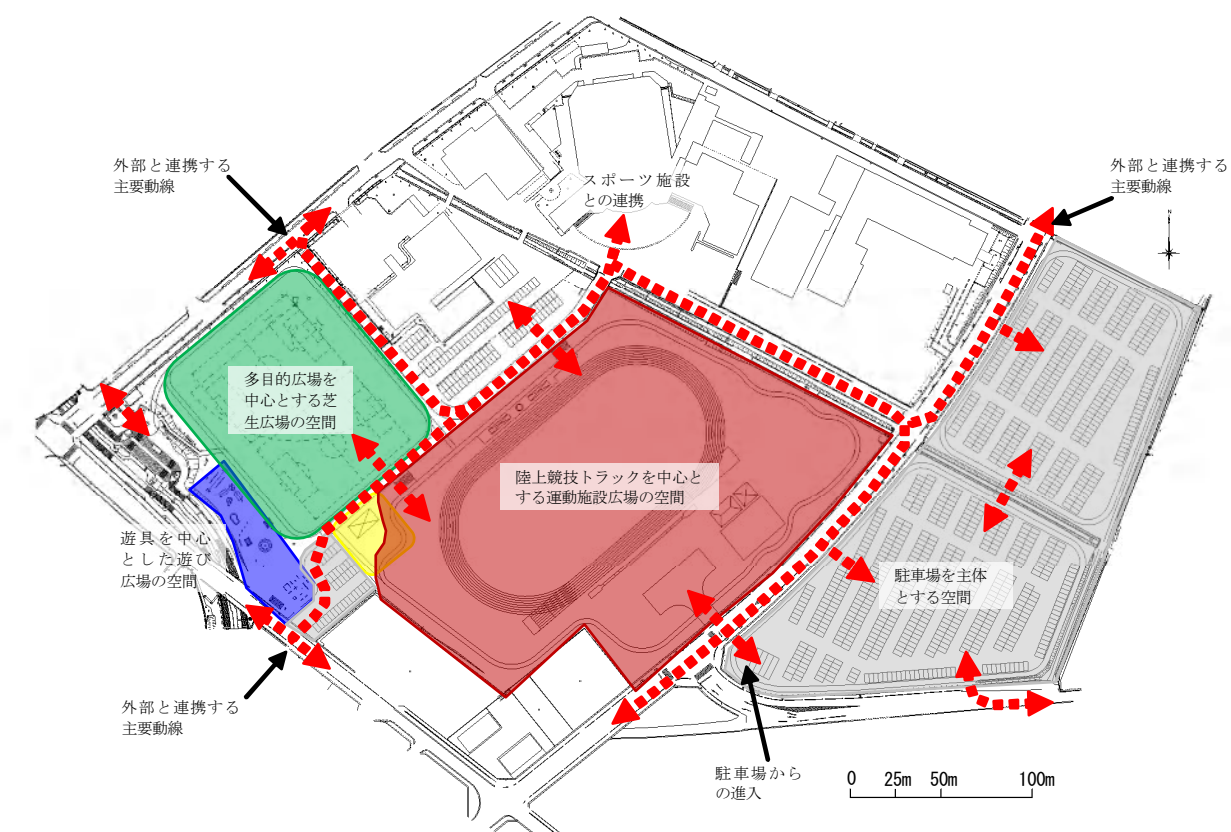 外部と連携する
主要動線
スポーツ施設
との連携
外部と連携する
主要動線
N
多目的広場を
中心とする芝
生広場の空間
陸上競技トラックを中心と
する運動施設広場の空間
遊具を中心
とした遊び
広場の空間
駐車場を主体
とする空間
外部と連携する
主要動線
駐車場から
の進入
0 25m 50m 100m